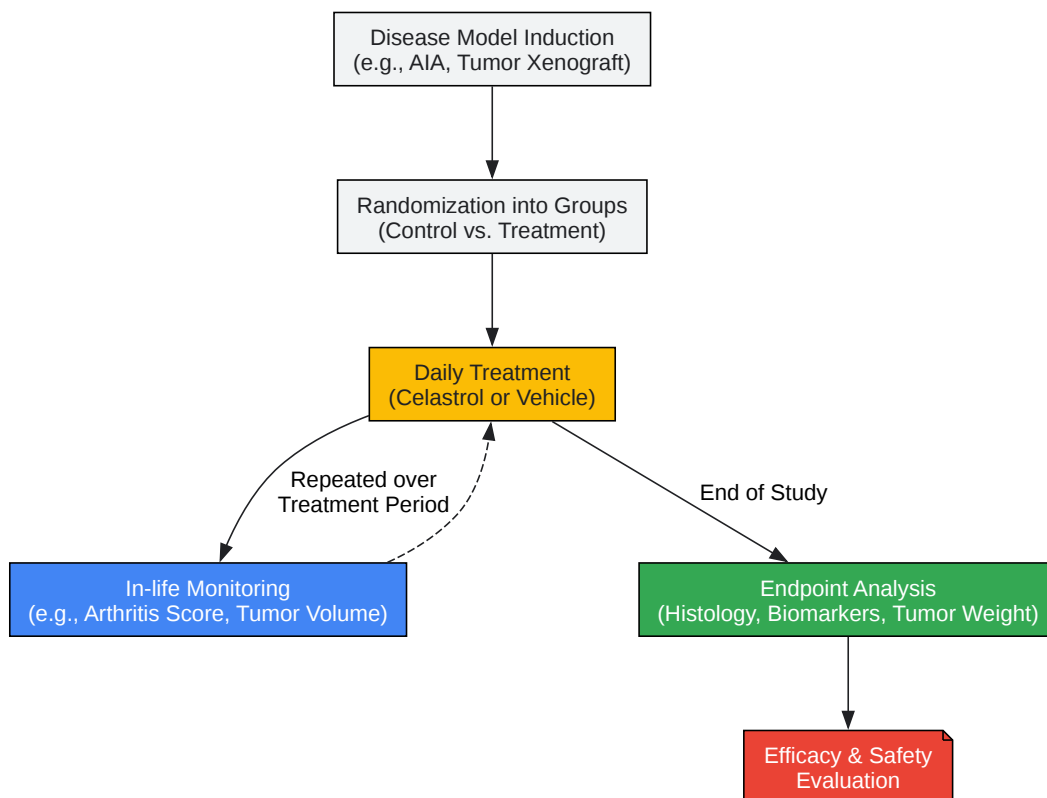 Disease Model Induction
(e.g., AIA, Tumor Xenograft)
Randomization into Groups
(Control vs. Treatment)
Daily Treatment
(Celastrol or Vehicle)
Repeated over
Treatment Period
End of Study
In-life Monitoring
(e.g., Arthritis Score, Tumor Volume)
Endpoint Analysis
(Histology, Biomarkers, Tumor Weight)
Efficacy & Safety
Evaluation